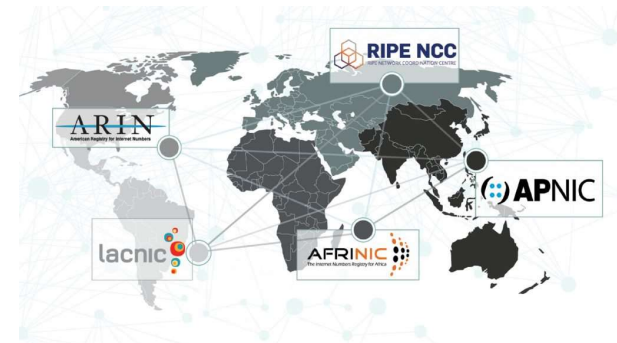 RIPE NCC
RIPE NETWORK COORDINATION CENTRE
ARIN
American Registry for Internet Numbers
APNIC
lacnic
AFRINIC
The Internet Numbers Registry for Africa